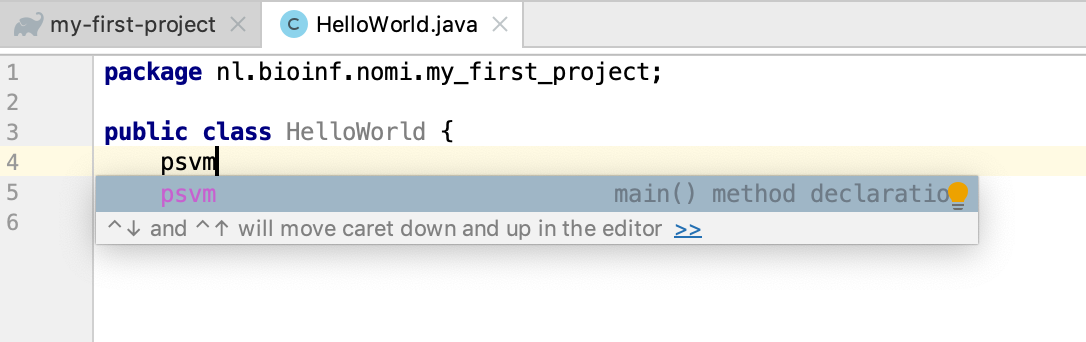 my-first-project HelloWorld.java
1 package nl.bioinf.nomi.my_first_project;
2
3 public class HelloWorld {
4 psvm
5 psvm main() method declaratio
6 ^↓ and ^↑ will move caret down and up in the editor >>